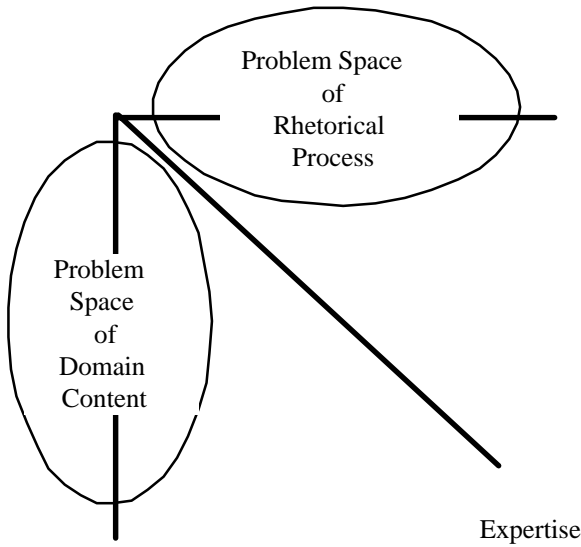 Problem Space
of
Rhetorical
Process
Problem
Space
of
Domain
Content
Expertise